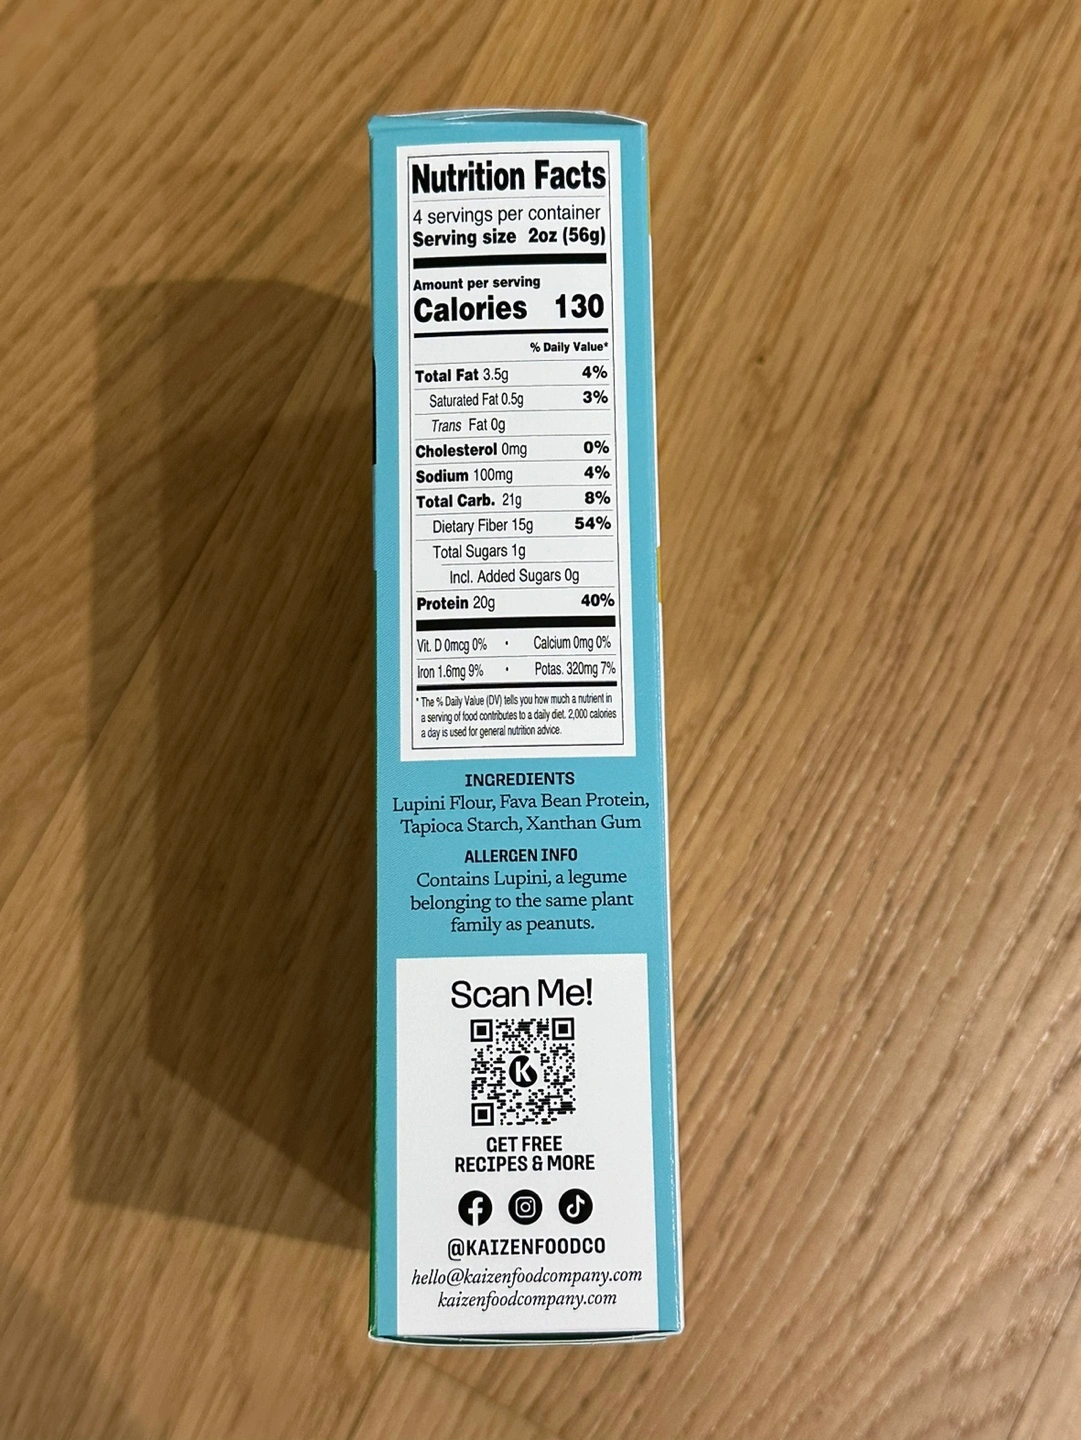 Nutrition Facts
4 servings per container
Serving size 2oz (56g)
Amount per serving
Calories 130
% Daily Value*
Total Fat 3.5g 4%
Saturated Fat 0.5g 3%
Trans Fat 0g
Cholesterol 0mg 0%
Sodium 100mg 4%
Total Carb. 21g 8%
Dietary Fiber 15g 54%
Total Sugars 1g
Incl. Added Sugars 0g
Protein 20g 40%
Vit. D 0mcg 0% • Calcium 0mg 0%
Iron 1.6mg 9% • Potas. 320mg 7%
* The % Daily Value (DV) tells you how much a nutrient in
a serving of food contributes to a daily diet. 2,000 calories
a day is used for general nutrition advice.
INGREDIENTS
Lupini Flour, Fava Bean Protein,
Tapioca Starch, Xanthan Gum
ALLERGEN INFO
Contains Lupini, a legume
belonging to the same plant
family as peanuts.
Scan Me!
K
GET FREE
RECIPES & MORE
@KAIZENFOODCO
hello@kaizenfoodcompany.com
kaizenfoodcompany.com